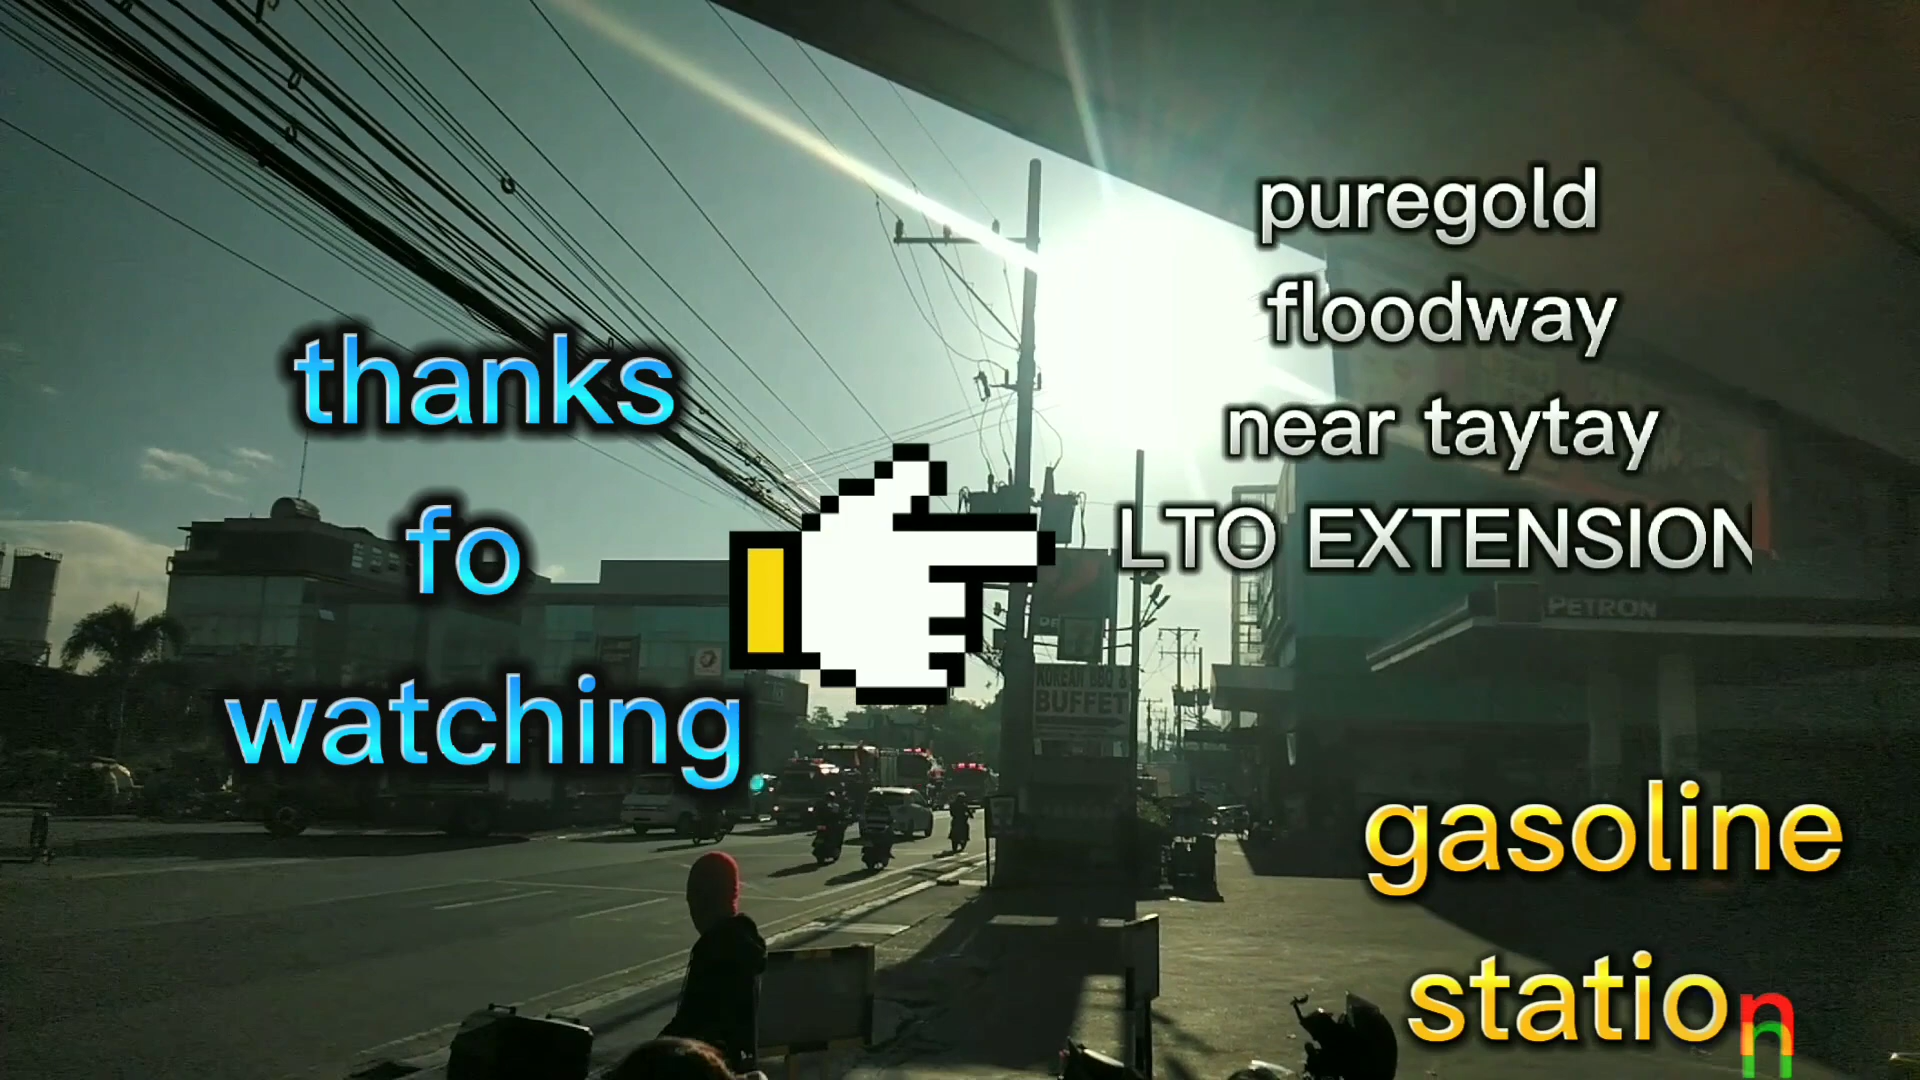 thanks
fo
watching
puregold
floodway
near taytay
LTO EXTENSION
PETRON
KOREAN BBQ &
BUFFET
gasoline
station